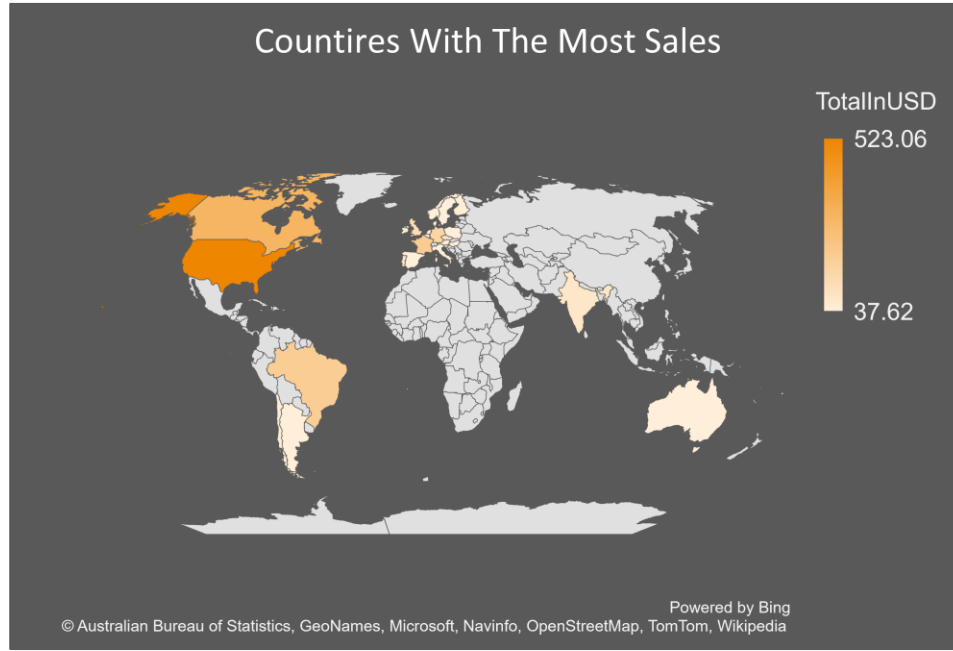 Countires With The Most Sales
TotalInUSD
523.06
37.62
Powered by Bing
© Australian Bureau of Statistics, GeoNames, Microsoft, Navinfo, OpenStreetMap, TomTom, Wikipedia